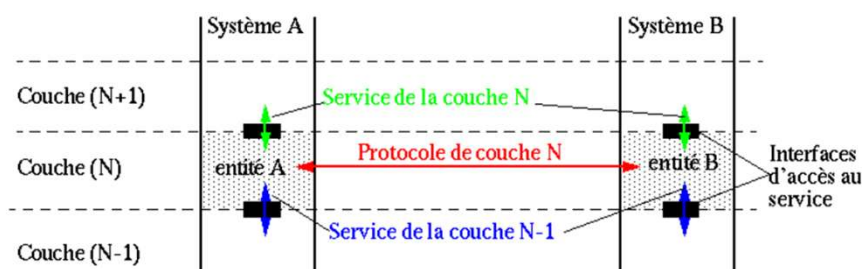 Système A
Système B
Couche (N+1)
Service de la couche N
Couche (N)
entité A
Protocole de couche N
entité B
Interfaces
d'accès au
service
Service de la couche N-1
Couche (N-1)